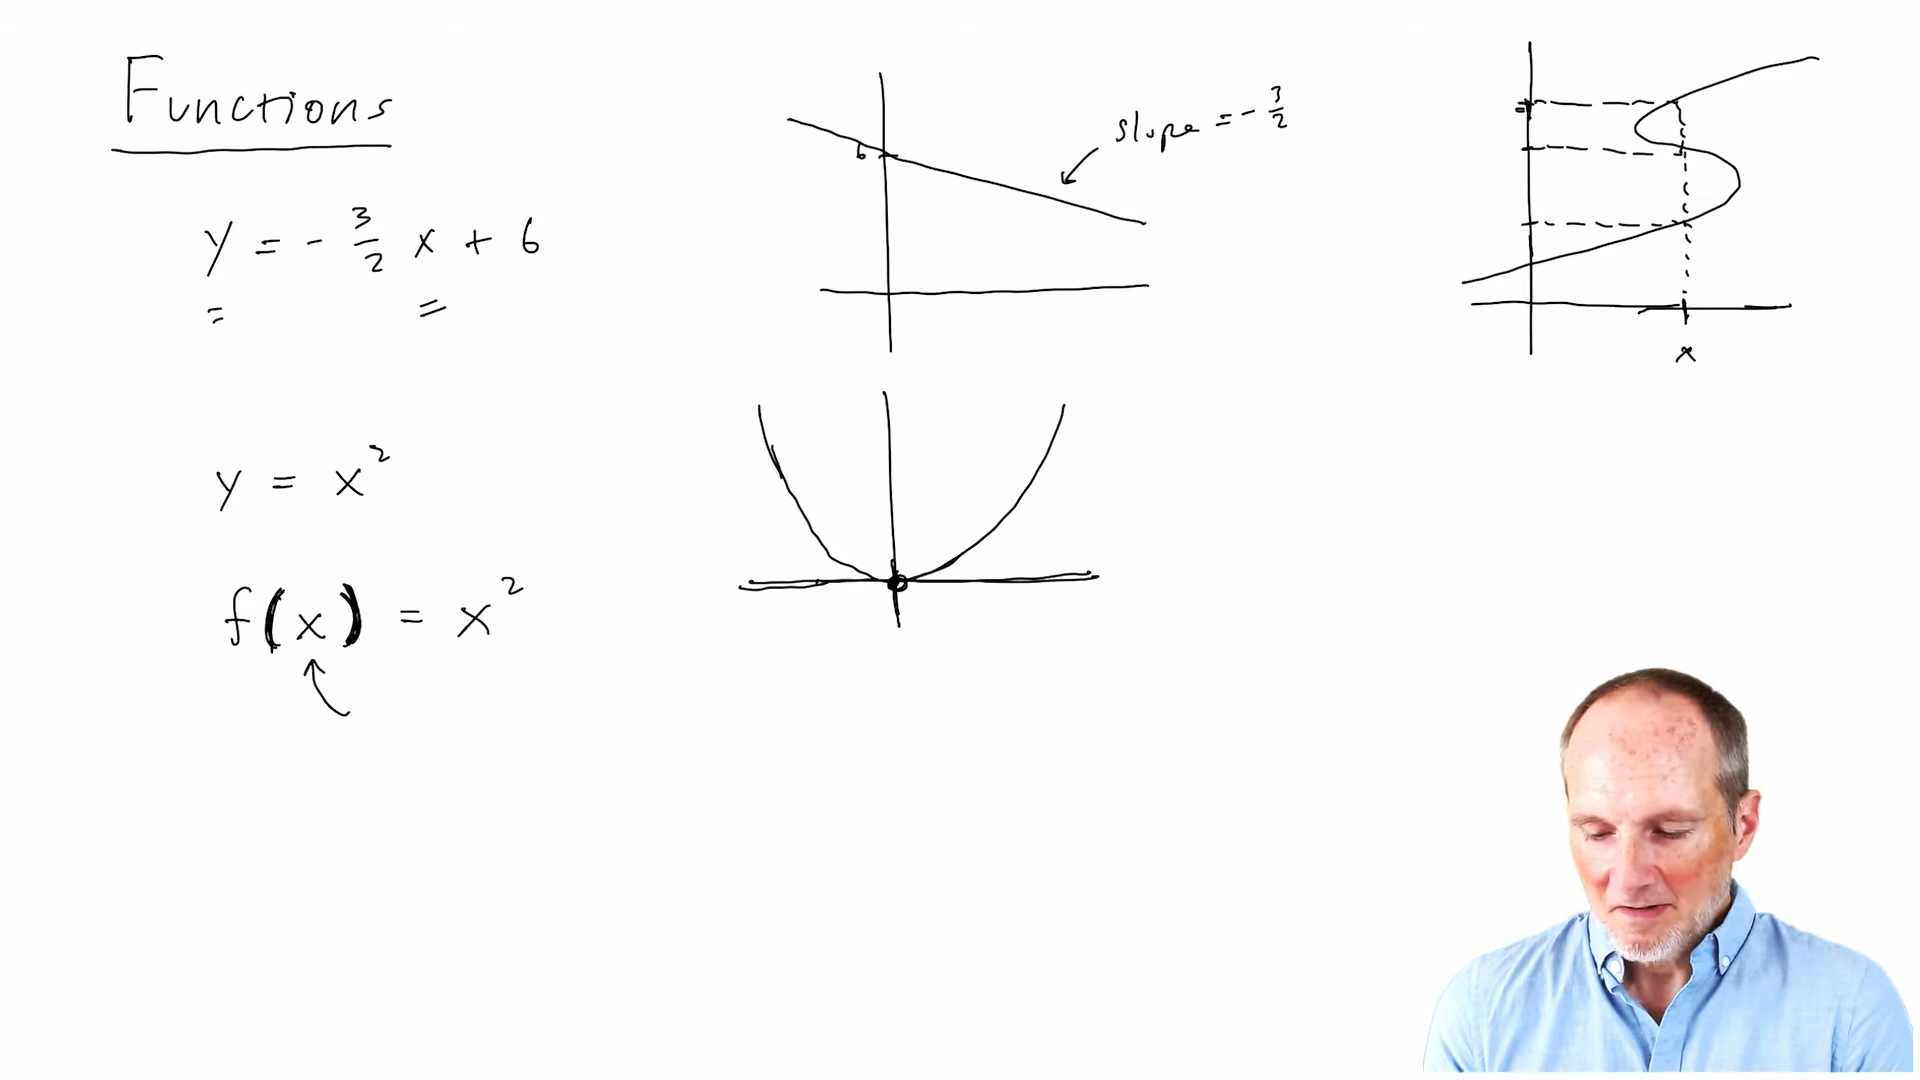 Functions
y = - 3/2 x + 6
= =
y = x²
f(x) = x²
6
slope = - 3/2
x